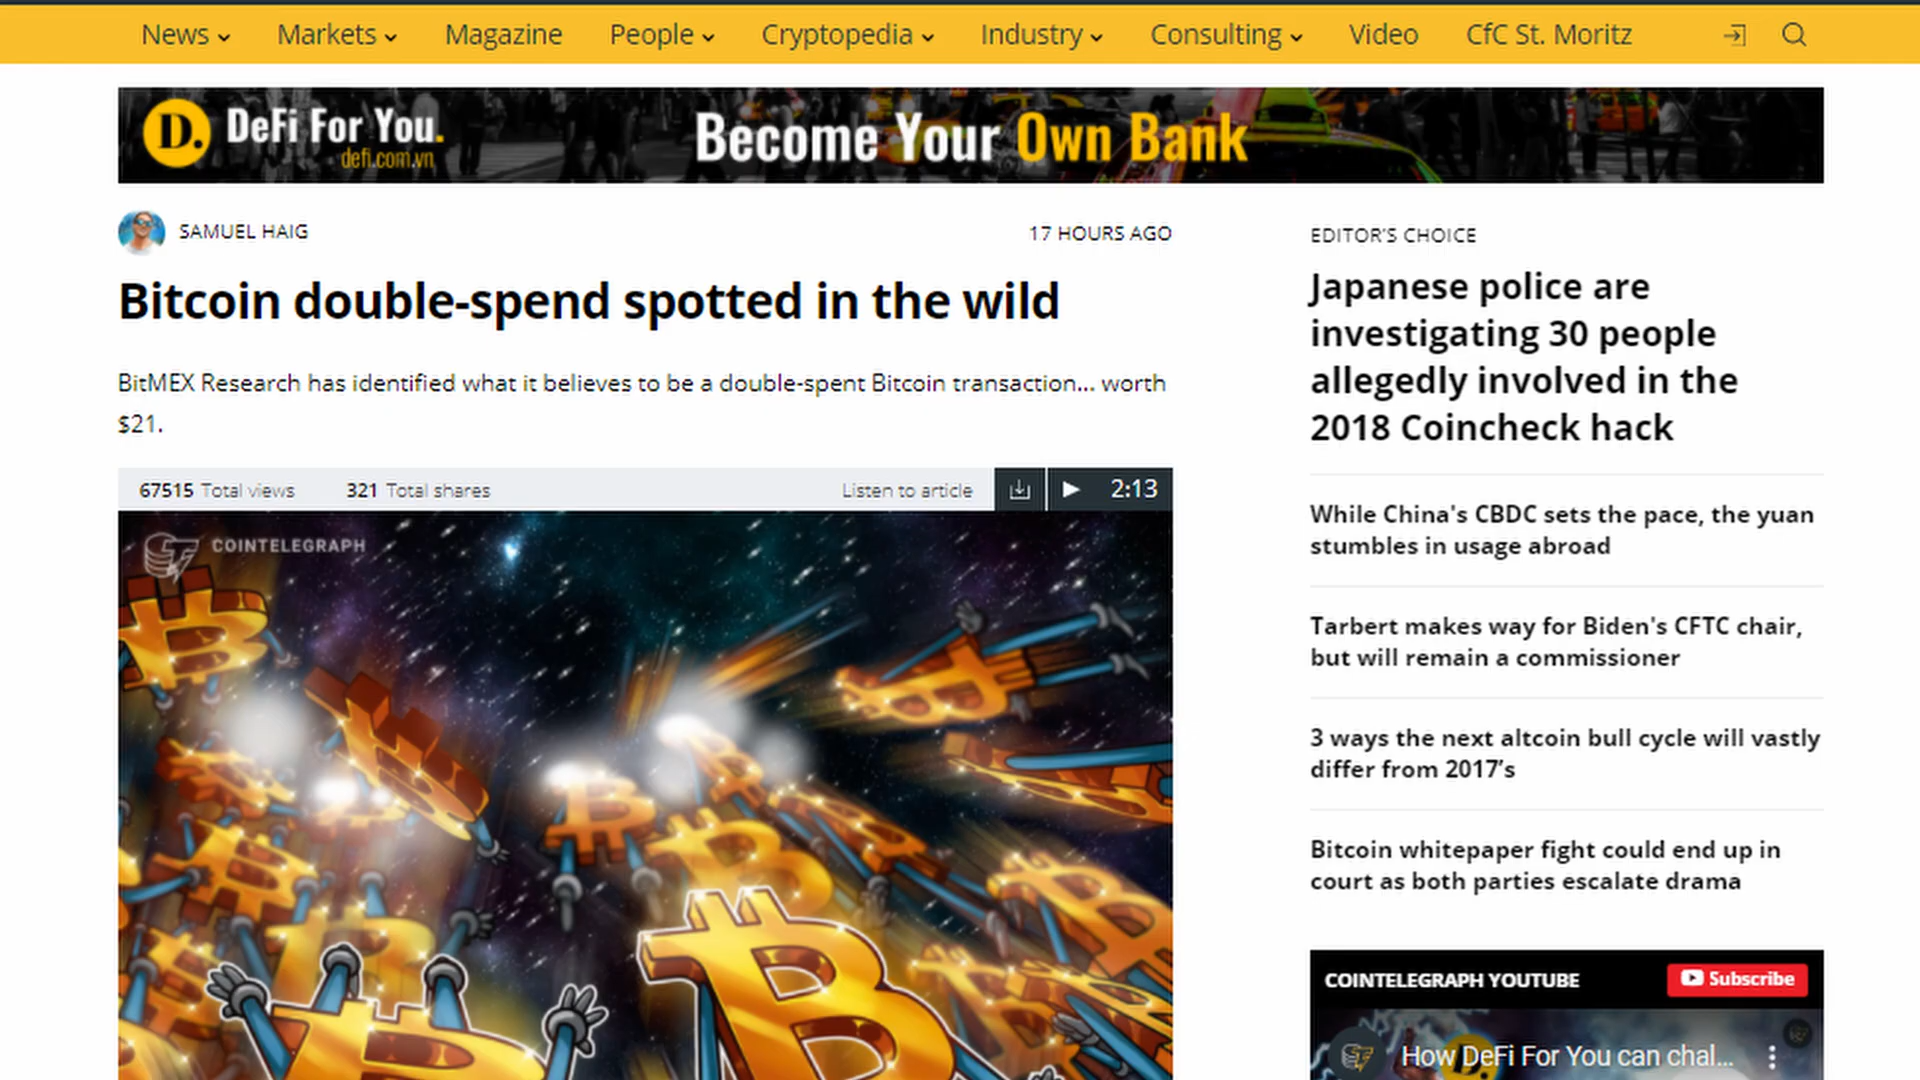 News
Markets
Magazine
People
Cryptopedia
Industry
Consulting
Video
CfC St. Moritz
D.
DeFi For You.
defi.com.vn
Become Your Own Bank
SAMUEL HAIG
17 HOURS AGO
Bitcoin double-spend spotted in the wild
BitMEX Research has identified what it believes to be a double-spent Bitcoin transaction... worth
$21.
67515 Total views
321 Total shares
Listen to article
2:13
COINTELEGRAPH
EDITOR'S CHOICE
Japanese police are
investigating 30 people
allegedly involved in the
2018 Coincheck hack
While China's CBDC sets the pace, the yuan
stumbles in usage abroad
Tarbert makes way for Biden's CFTC chair,
but will remain a commissioner
3 ways the next altcoin bull cycle will vastly
differ from 2017’s
Bitcoin whitepaper fight could end up in
court as both parties escalate drama
COINTELEGRAPH YOUTUBE
Subscribe
How DeFi For You can chal...